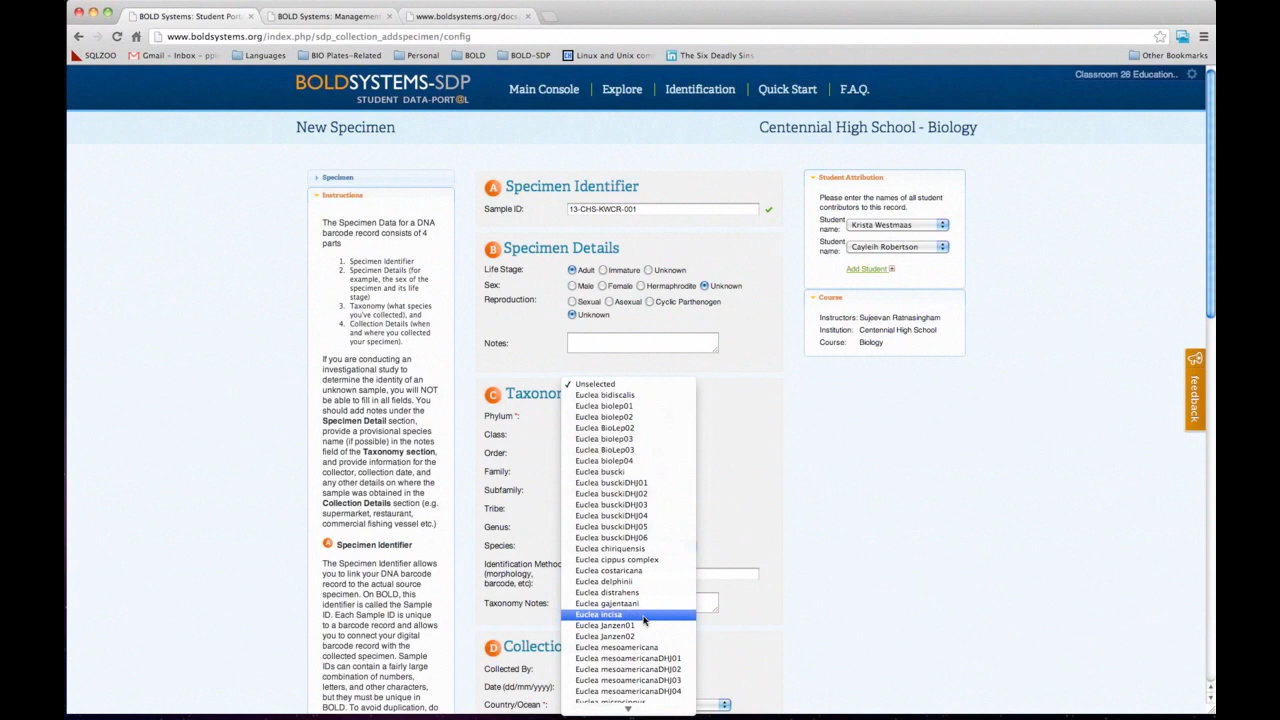 BOLD Systems: Student Port
BOLD Systems: Management
www.boldsystems.org/docs
www.boldsystems.org/index.php/sdp_collection_addspecimen/config
SQLZOO
Gmail - Inbox - ppin
Languages
BIO Plates-Related
Personal
BOLD
BOLD-SDP
Linux and Unix com
The Six Deadly Sins
Other Bookmarks
BOLDSYSTEMS-SDP
STUDENT DATA-PORT@L
Main Console
Explore
Identification
Quick Start
F.A.Q.
Classroom 26 Education..
New Specimen
Centennial High School - Biology
Specimen
Instructions
The Specimen Data for a DNA
barcode record consists of 4
parts
1. Specimen Identifier
2. Specimen Details (for
example, the sex of the
specimen and its life
stage)
3. Taxonomy (what species
you've collected), and
4. Collection Details (when
and where you collected
your specimen).
If you are conducting an
investigational study to
determine the identity of an
unknown sample, you will NOT
be able to fill in all fields. You
should add notes under the
Specimen Detail section,
provide a provisional species
name (if possible) in the notes
field of the Taxonomy section,
and provide information for the
collector, collection date, and
any other details on where the
sample was obtained in the
Collection Details section (e.g.
supermarket, restaurant,
commercial fishing vessel etc.)
A Specimen Identifier
The Specimen Identifier allows
you to link your DNA barcode
record to the actual source
specimen. On BOLD, this
identifier is called the Sample
ID. Each Sample ID is unique
to a barcode record and allows
you to connect your digital
barcode record with the
collected specimen. Sample
IDs can contain a fairly large
combination of numbers,
letters, and other characters,
but they must be unique in
BOLD. To avoid duplication, do
A Specimen Identifier
Sample ID: 13-CHS-KWCR-001
B Specimen Details
Life Stage: Adult Immature Unknown
Sex: Male Female Hermaphrodite Unknown
Reproduction: Sexual Asexual Cyclic Parthenogen
Unknown
Notes:
C Taxonom
Phylum *:
Class:
Order:
Family:
Subfamily:
Tribe:
Genus:
Species:
Identification Method
(morphology,
barcode, etc):
Taxonomy Notes:
✓ Unselected
Euclea bidiscalis
Euclea biolep01
Euclea biolep02
Euclea BioLep02
Euclea biolep03
Euclea BioLep03
Euclea biolep04
Euclea buscki
Euclea busckiDHJ01
Euclea busckiDHJ02
Euclea busckiDHJ03
Euclea busckiDHJ04
Euclea busckiDHJ05
Euclea busckiDHJ06
Euclea chiriquensis
Euclea cippus complex
Euclea costaricana
Euclea delphinii
Euclea distrahens
Euclea gajentaani
Euclea incisa
Euclea Janzen01
Euclea Janzen02
Euclea mesoamericana
Euclea mesoamericanaDHJ01
Euclea mesoamericanaDHJ02
Euclea mesoamericanaDHJ03
Euclea mesoamericanaDHJ04
D Collectio
Collected By:
Date (dd/mm/yyyy):
Country/Ocean *:
Student Attribution
Please enter the names of all student
contributors to this record.
Student
name: Krista Westmaas
Student
name: Cayleih Robertson
Add Student
Course
Instructors: Sujeevan Ratnasingham
Institution: Centennial High School
Course: Biology
feedback